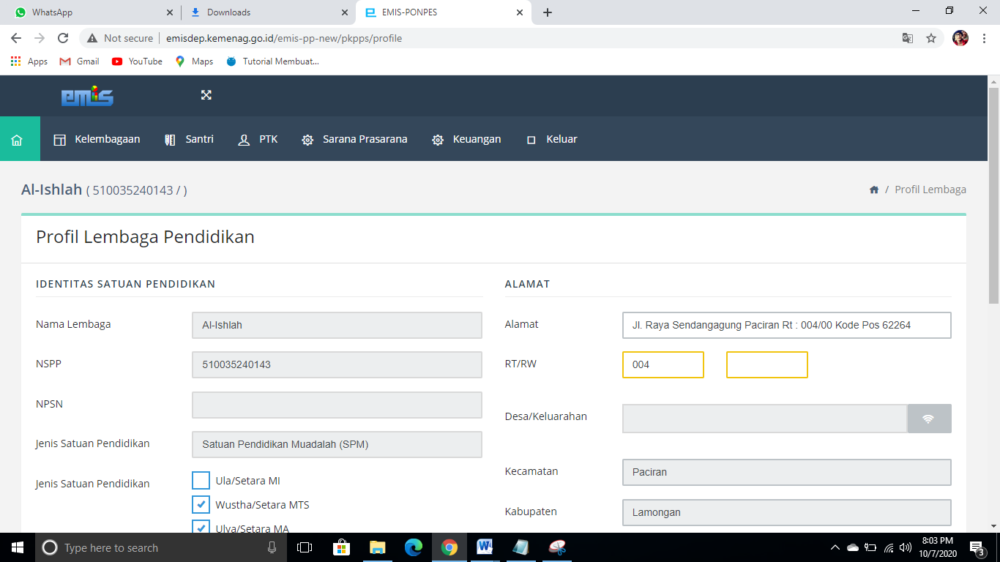 WhatsApp
Downloads
EMIS-PONPES
Not secure
emisdep.kemenag.go.id/emis-pp-new/pkpps/profile
Apps
Gmail
YouTube
Maps
Tutorial Membuat...
emis
Kelembagaan
Santri
PTK
Sarana Prasarana
Keuangan
Keluar
Al-Ishlah ( 510035240143 / )
/ Profil Lembaga
Profil Lembaga Pendidikan
IDENTITAS SATUAN PENDIDIKAN
Nama Lembaga
Al-Ishlah
NSPP
510035240143
NPSN
Jenis Satuan Pendidikan
Satuan Pendidikan Muadalah (SPM)
Jenis Satuan Pendidikan
Ula/Setara MI
Wustha/Setara MTS
Ulya/Setara MA
ALAMAT
Alamat
Jl. Raya Sendangagung Paciran Rt : 004/00 Kode Pos 62264
RT/RW
004
Desa/Keluarahan
Kecamatan
Paciran
Kabupaten
Lamongan
Type here to search
8:03 PM
10/7/2020
3